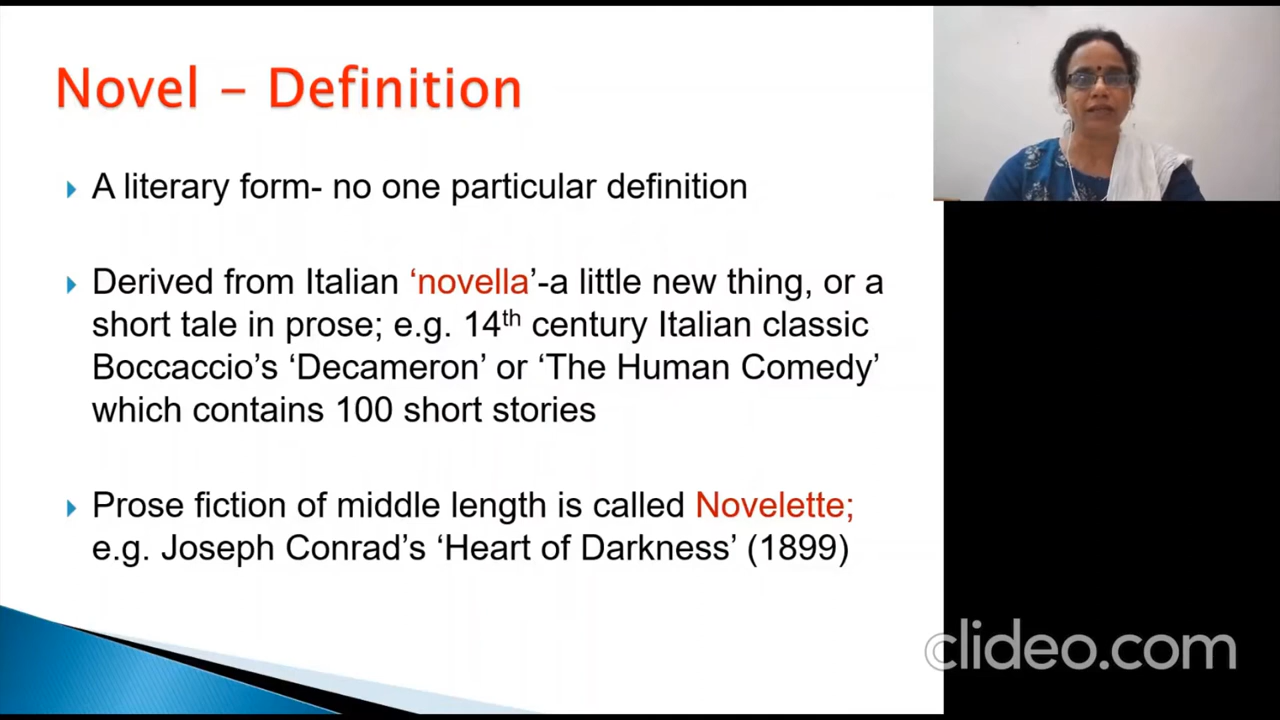 Novel – Definition
A literary form- no one particular definition
Derived from Italian ‘novella’-a little new thing, or a
short tale in prose; e.g. 14th century Italian classic
Boccaccio’s ‘Decameron’ or ‘The Human Comedy’
which contains 100 short stories
Prose fiction of middle length is called Novelette;
e.g. Joseph Conrad’s ‘Heart of Darkness’ (1899)
clideo.com